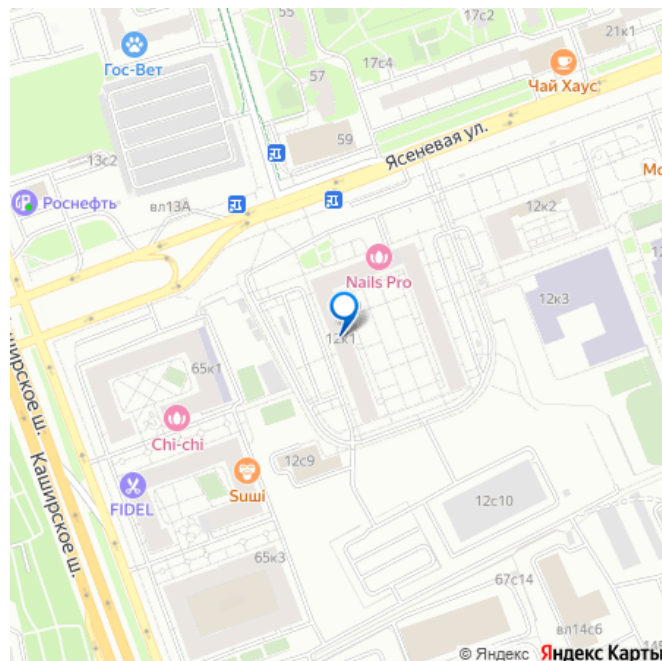 55
17с2
21к1
Гос-Вет
57
17с4
Чай Хаус
59
Ясеневая ул.
13с2
Роснефть
вл13А
12к2
Nails Pro
12к3
12к1
65к1
Каширское ш.
Chi-chi
12с9
Suшi
FIDEL
12с10
Каширское ш.
65к3
67с14
вл14с6
© Яндекс Яндекс Карты